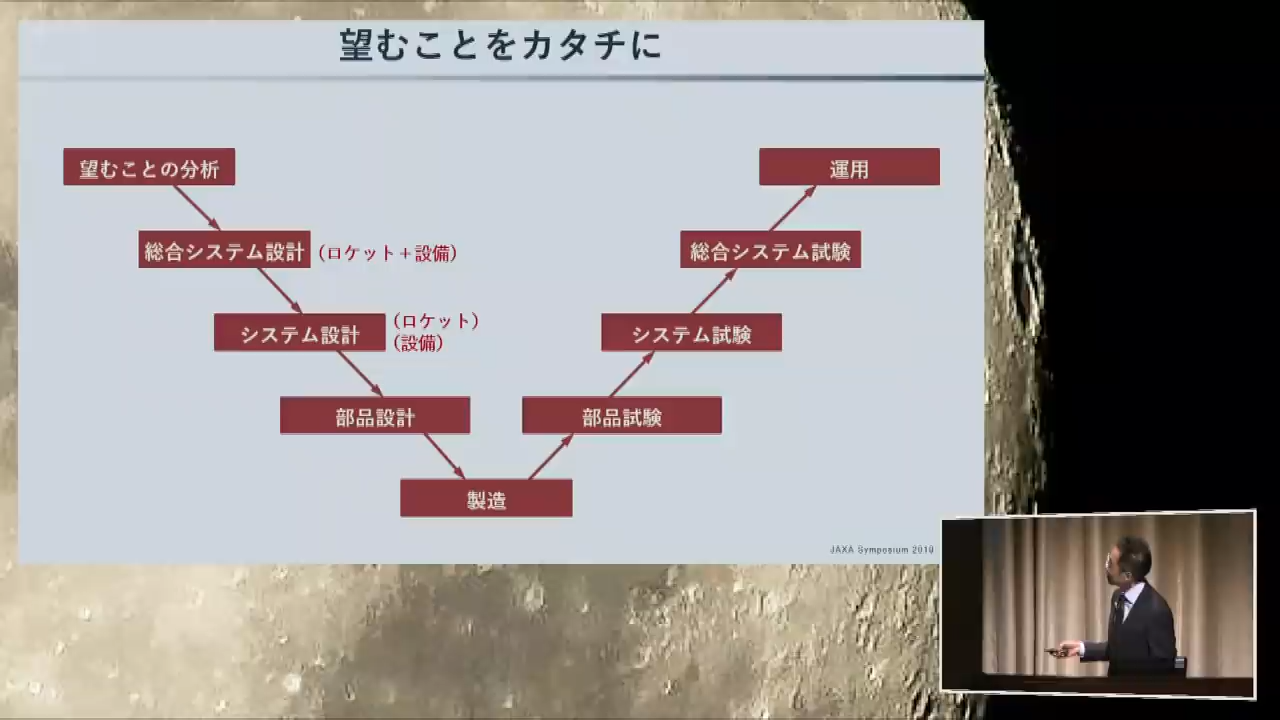 望むことをカタチに
望むことの分析
運用
総合システム設計
(ロケット＋設備)
総合システム試験
システム設計
(ロケット)
(設備)
システム試験
部品設計
部品試験
製造
JAXA Symposium 2019